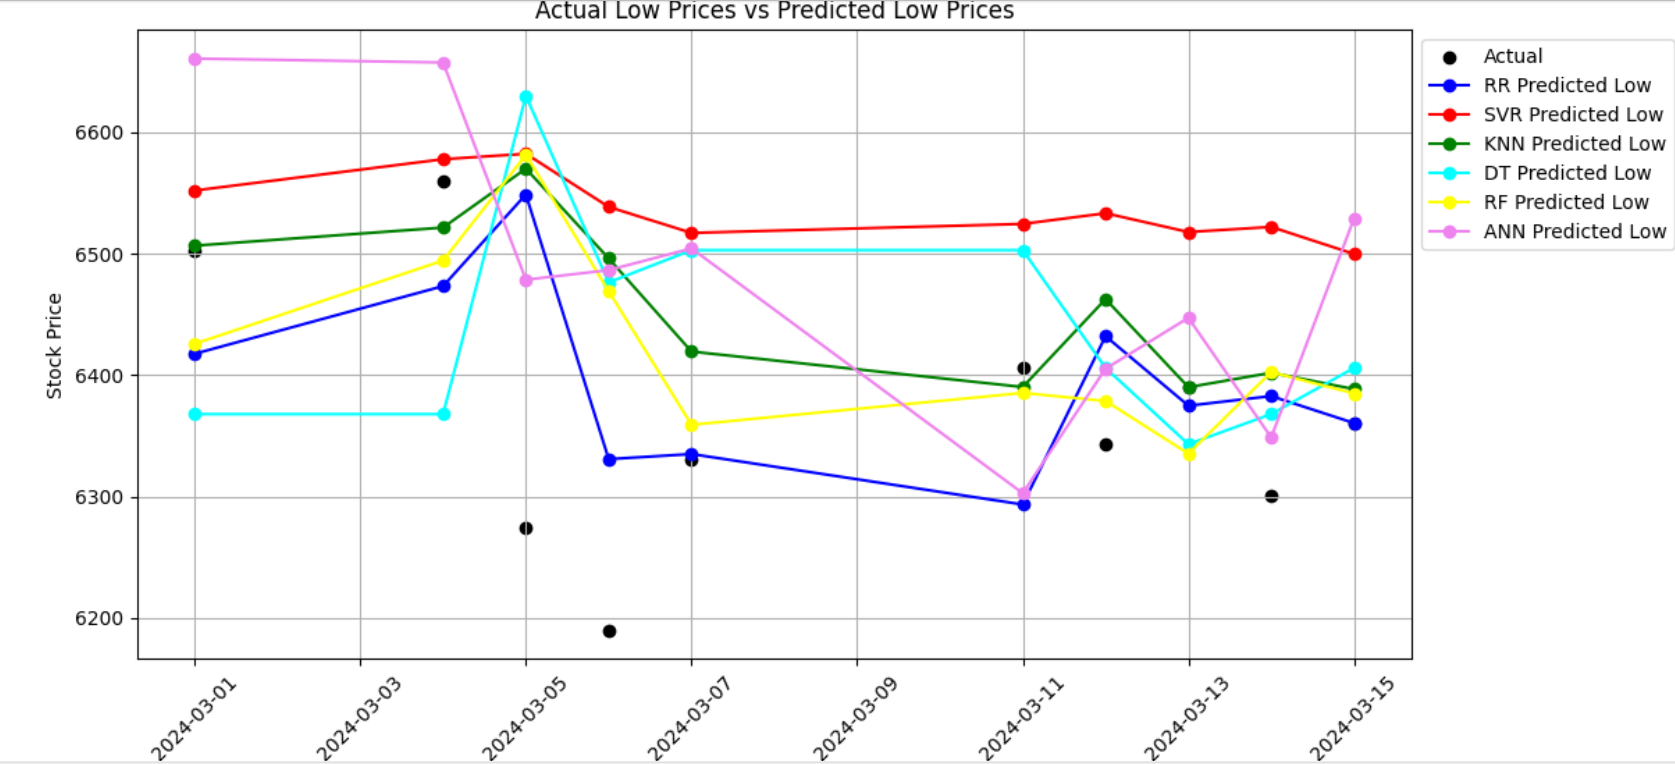 Actual Low Prices vs Predicted Low Prices
Actual
RR Predicted Low
SVR Predicted Low
KNN Predicted Low
DT Predicted Low
RF Predicted Low
ANN Predicted Low
Stock Price
6600
6500
6400
6300
6200
2024-03-01
2024-03-03
2024-03-05
2024-03-07
2024-03-09
2024-03-11
2024-03-13
2024-03-15